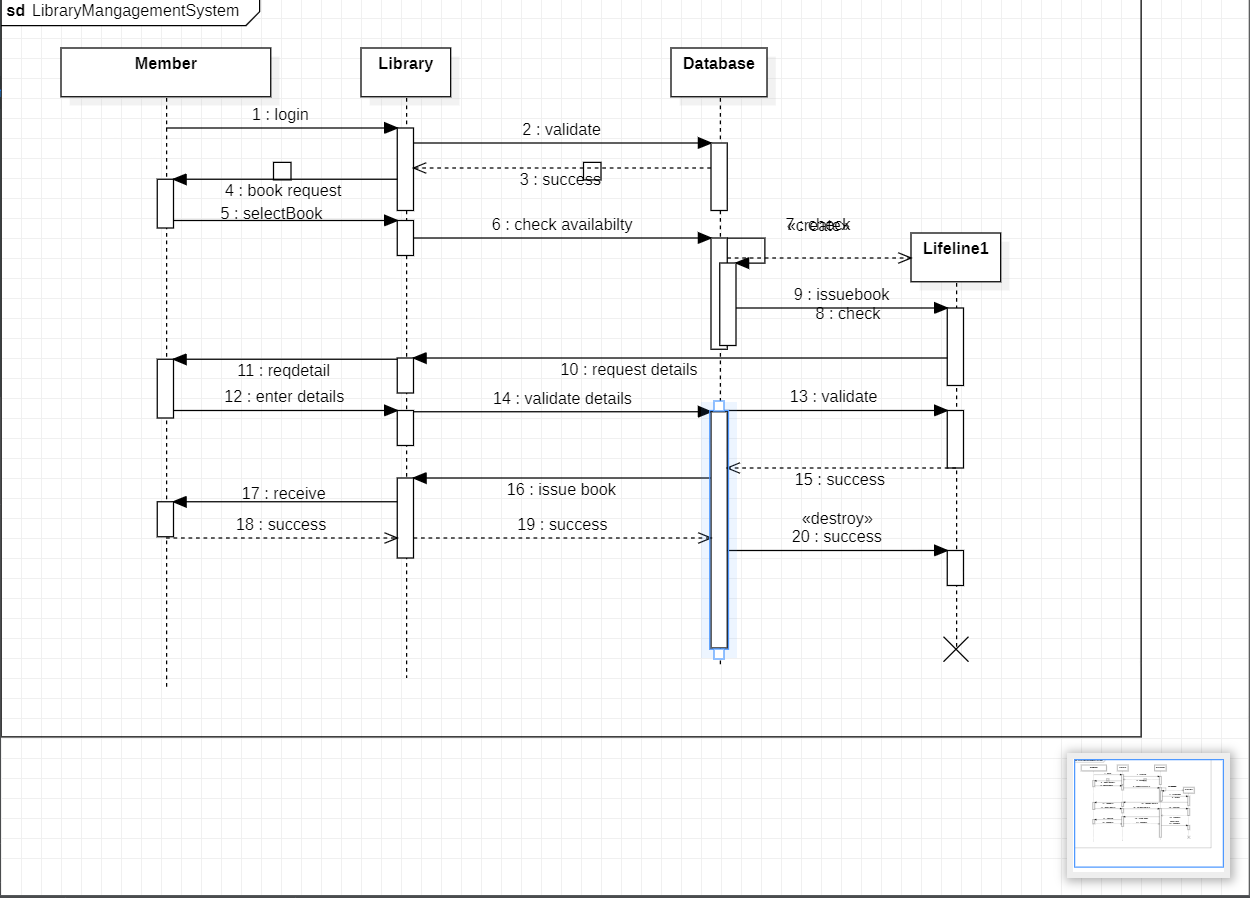 sd LibraryMangagementSystem
Member
Library
Database
1 : login
2 : validate
3 : success
4 : book request
5 : selectBook
6 : check availabilty
7 : check
«create»
Lifeline1
9 : issuebook
8 : check
10 : request details
11 : reqdetail
12 : enter details
14 : validate details
13 : validate
15 : success
16 : issue book
17 : receive
18 : success
19 : success
«destroy»
20 : success